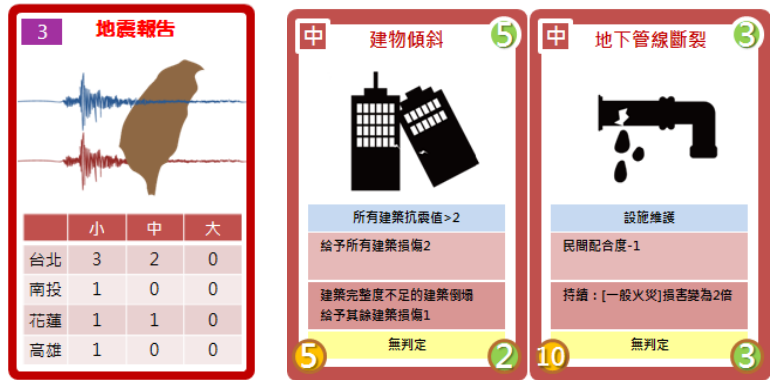 3
地震報告
小 中 大
台北 3 2 0
南投 1 0 0
花蓮 1 1 0
高雄 1 0 0
中
建物傾斜
5
所有建築抗震值>2
給予所有建築損傷2
建築完整度不足的建築倒塌
給予其餘建築損傷1
無判定
5
2
中
地下管線斷裂
3
設施維護
民間配合度-1
持續：[一般火災]損害變為2倍
無判定
10
3